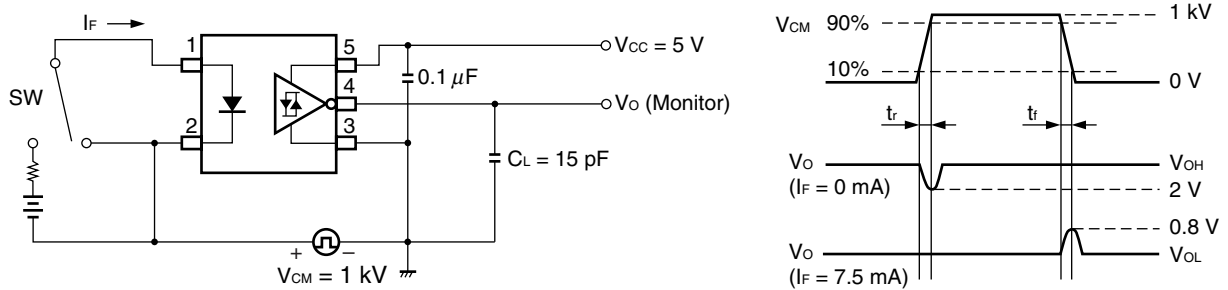 IF
1
5
VCC = 5 V
0.1 μF
4
VO (Monitor)
SW
2
3
CL = 15 pF
+
−
VCM = 1 kV
VCM
90%
10%
1 kV
0 V
tr
tf
VO
(IF = 0 mA)
VOH
2 V
0.8 V
VO
(IF = 7.5 mA)
VOL